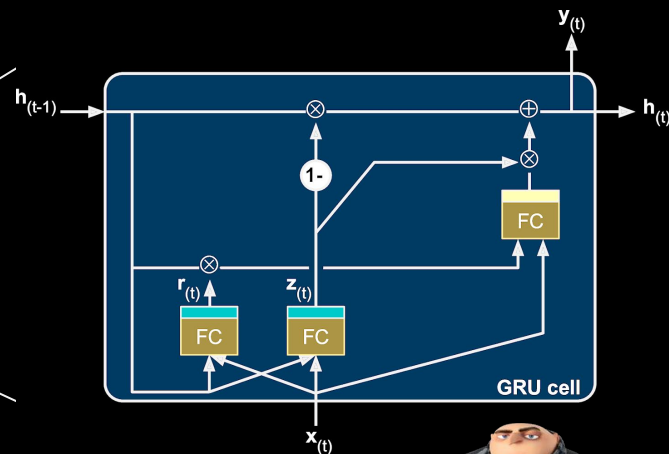 y(t)
h(t-1)
h(t)
1-
FC
r(t)
z(t)
FC
FC
GRU cell
x(t)